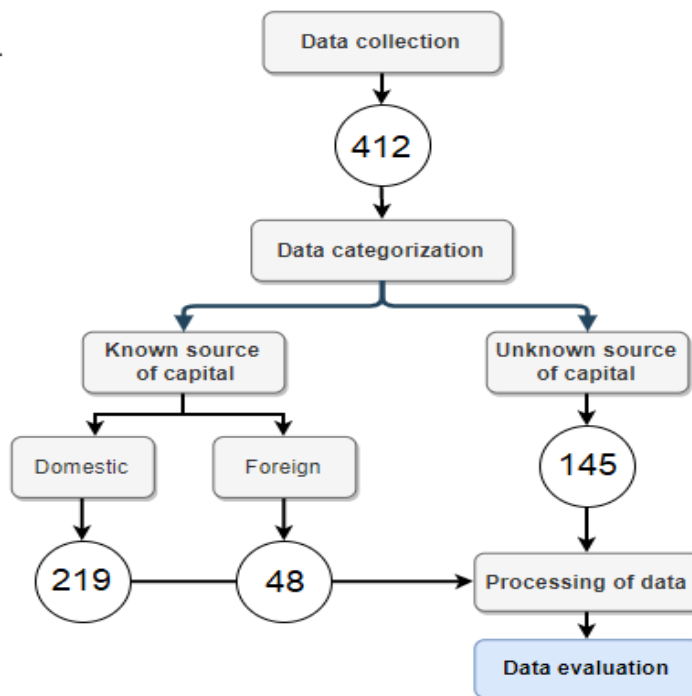 Data collection
412
Data categorization
Known source
of capital
Unknown source
of capital
Domestic
Foreign
145
219
48
Processing of data
Data evaluation